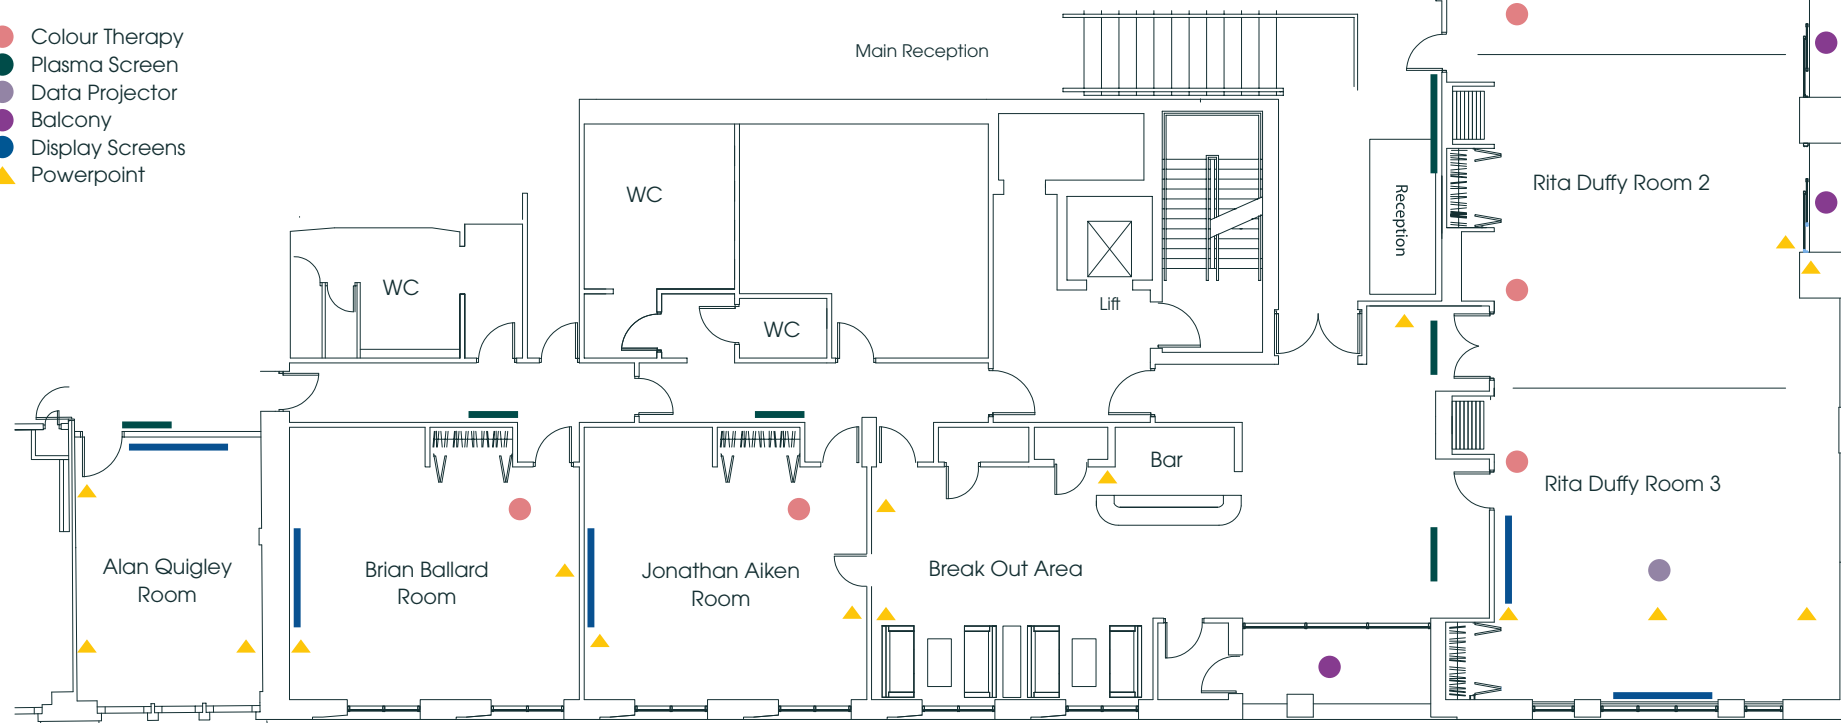 Colour Therapy
Plasma Screen
Data Projector
Balcony
Display Screens
Powerpoint
Main Reception
WC
WC
WC
Lift
Reception
Rita Duffy Room 2
Bar
Rita Duffy Room 3
Alan Quigley
Room
Brian Ballard
Room
Jonathan Aiken
Room
Break Out Area